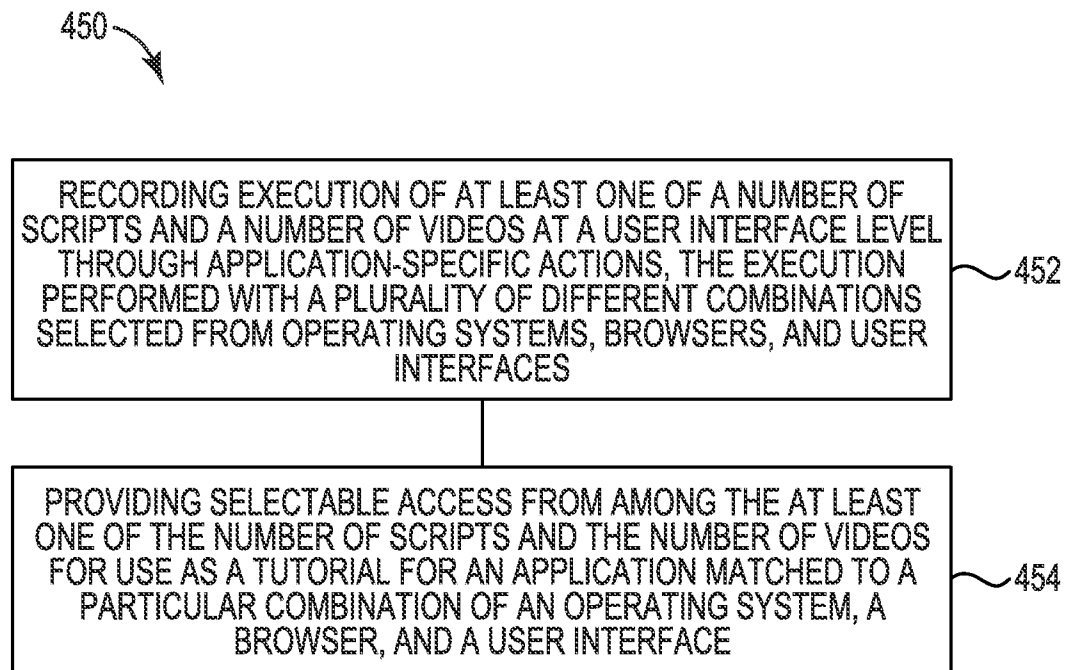 450
RECORDING EXECUTION OF AT LEAST ONE OF A NUMBER OF
SCRIPTS AND A NUMBER OF VIDEOS AT A USER INTERFACE LEVEL
THROUGH APPLICATION-SPECIFIC ACTIONS, THE EXECUTION
PERFORMED WITH A PLURALITY OF DIFFERENT COMBINATIONS
SELECTED FROM OPERATING SYSTEMS, BROWSERS, AND USER
INTERFACES
452
PROVIDING SELECTABLE ACCESS FROM AMONG THE AT LEAST
ONE OF THE NUMBER OF SCRIPTS AND THE NUMBER OF VIDEOS
FOR USE AS A TUTORIAL FOR AN APPLICATION MATCHED TO A
PARTICULAR COMBINATION OF AN OPERATING SYSTEM, A
BROWSER, AND A USER INTERFACE
454